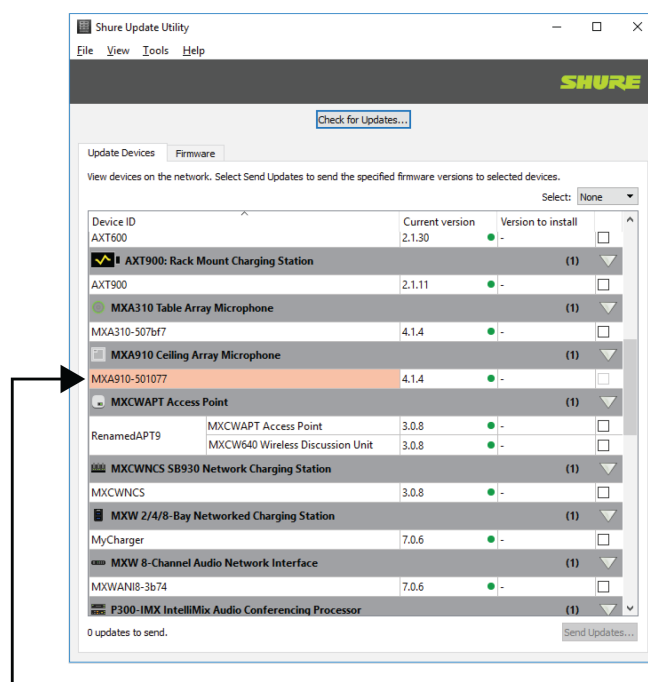 Shure Update Utility
File View Tools Help
SHURE
Check for Updates...
Update Devices Firmware
View devices on the network. Select Send Updates to send the specified firmware versions to selected devices.
Select: None
Device ID Current version Version to install
AXT600 2.1.30 -
AXT900: Rack Mount Charging Station (1)
AXT900 2.1.11 -
MXA310 Table Array Microphone (1)
MXA310-507bf7 4.1.4 -
MXA910 Ceiling Array Microphone (1)
MXA910-501077 4.1.4 -
MXCWAPT Access Point (1)
RenamedAPT9 MXCWAPT Access Point 3.0.8 -
MXCW640 Wireless Discussion Unit 3.0.8 -
MXCWNCS SB930 Network Charging Station (1)
MXCWNCS 3.0.8 -
MXW 2/4/8-Bay Networked Charging Station (1)
MyCharger 7.0.6 -
MXW 8-Channel Audio Network Interface (1)
MXWANI8-3b74 7.0.6 -
P300-IMX IntelliMix Audio Conferencing Processor (1)
0 updates to send. Send Updates...